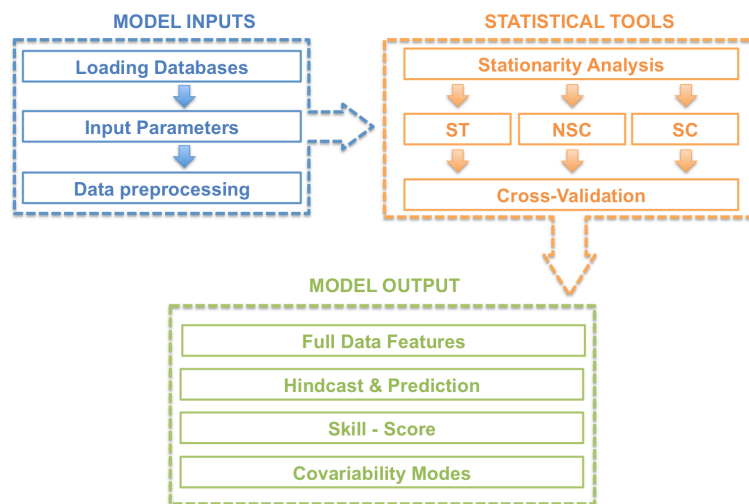 MODEL INPUTS
Loading Databases
Input Parameters
Data preprocessing
STATISTICAL TOOLS
Stationarity Analysis
ST
NSC
SC
Cross-Validation
MODEL OUTPUT
Full Data Features
Hindcast & Prediction
Skill - Score
Covariability Modes